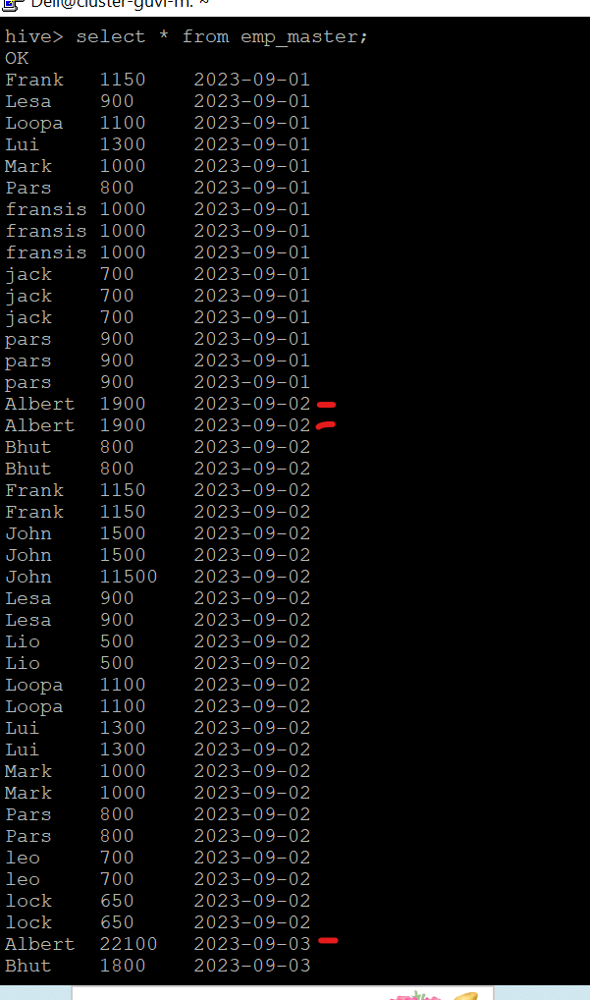 Dell@cluster-guvi-m: ~
hive> select * from emp_master;
OK
Frank 1150 2023-09-01
Lesa 900 2023-09-01
Loopa 1100 2023-09-01
Lui 1300 2023-09-01
Mark 1000 2023-09-01
Pars 800 2023-09-01
fransis 1000 2023-09-01
fransis 1000 2023-09-01
fransis 1000 2023-09-01
jack 700 2023-09-01
jack 700 2023-09-01
jack 700 2023-09-01
pars 900 2023-09-01
pars 900 2023-09-01
pars 900 2023-09-01
Albert 1900 2023-09-02
Albert 1900 2023-09-02
Bhut 800 2023-09-02
Bhut 800 2023-09-02
Frank 1150 2023-09-02
Frank 1150 2023-09-02
John 1500 2023-09-02
John 1500 2023-09-02
John 11500 2023-09-02
Lesa 900 2023-09-02
Lesa 900 2023-09-02
Lio 500 2023-09-02
Lio 500 2023-09-02
Loopa 1100 2023-09-02
Loopa 1100 2023-09-02
Lui 1300 2023-09-02
Lui 1300 2023-09-02
Mark 1000 2023-09-02
Mark 1000 2023-09-02
Pars 800 2023-09-02
Pars 800 2023-09-02
leo 700 2023-09-02
leo 700 2023-09-02
lock 650 2023-09-02
lock 650 2023-09-02
Albert 22100 2023-09-03
Bhut 1800 2023-09-03